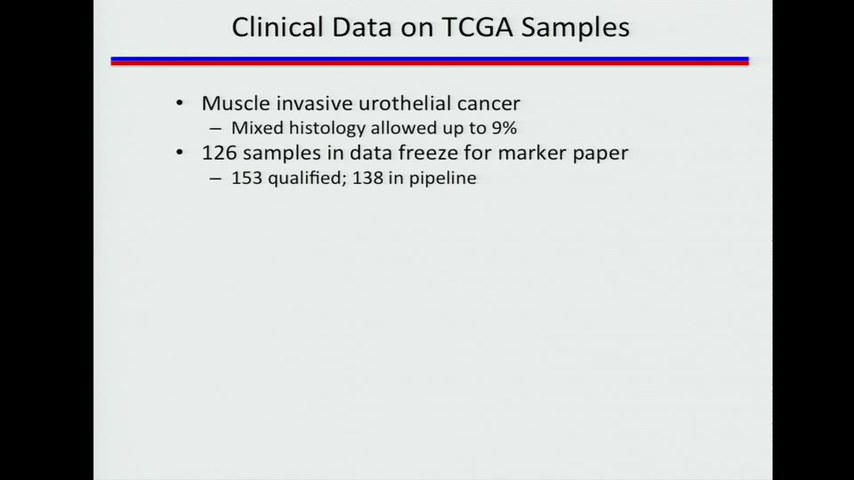 Clinical Data on TCGA Samples
• Muscle invasive urothelial cancer
– Mixed histology allowed up to 9%
• 126 samples in data freeze for marker paper
– 153 qualified; 138 in pipeline